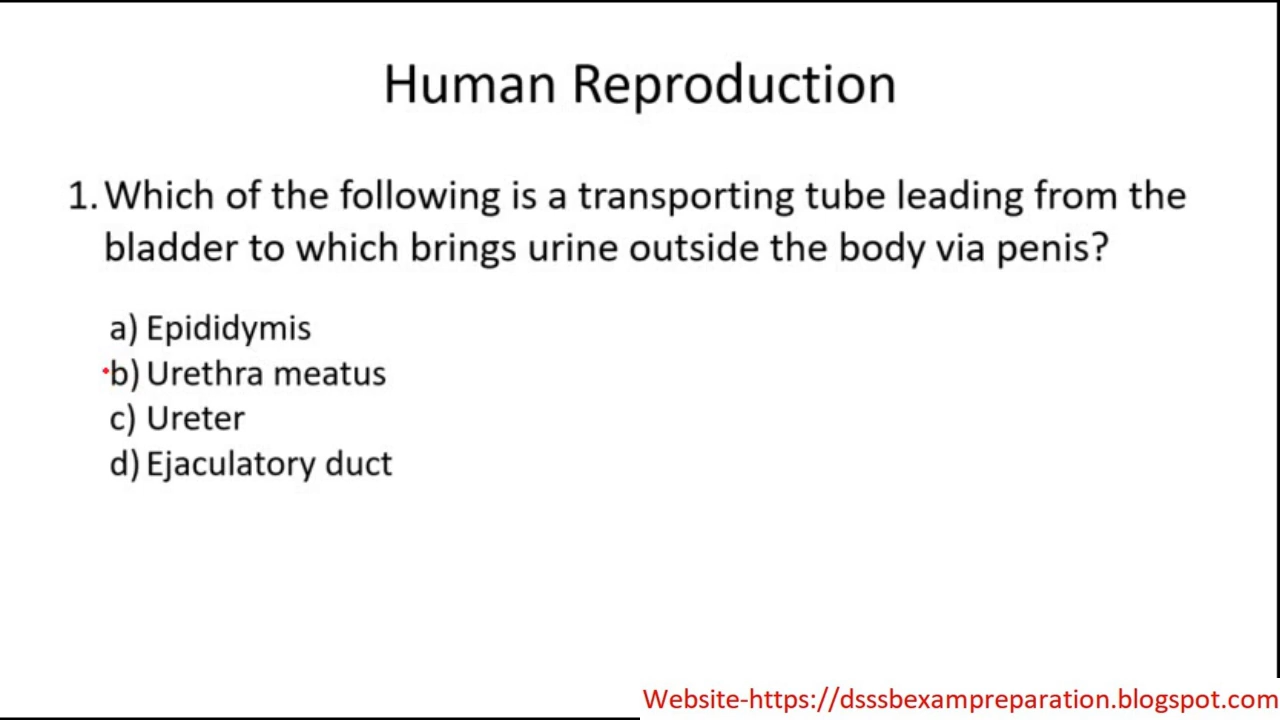 Human Reproduction
1. Which of the following is a transporting tube leading from the
bladder to which brings urine outside the body via penis?
a) Epididymis
b) Urethra meatus
c) Ureter
d) Ejaculatory duct
Website-https://dsssbexampreparation.blogspot.com